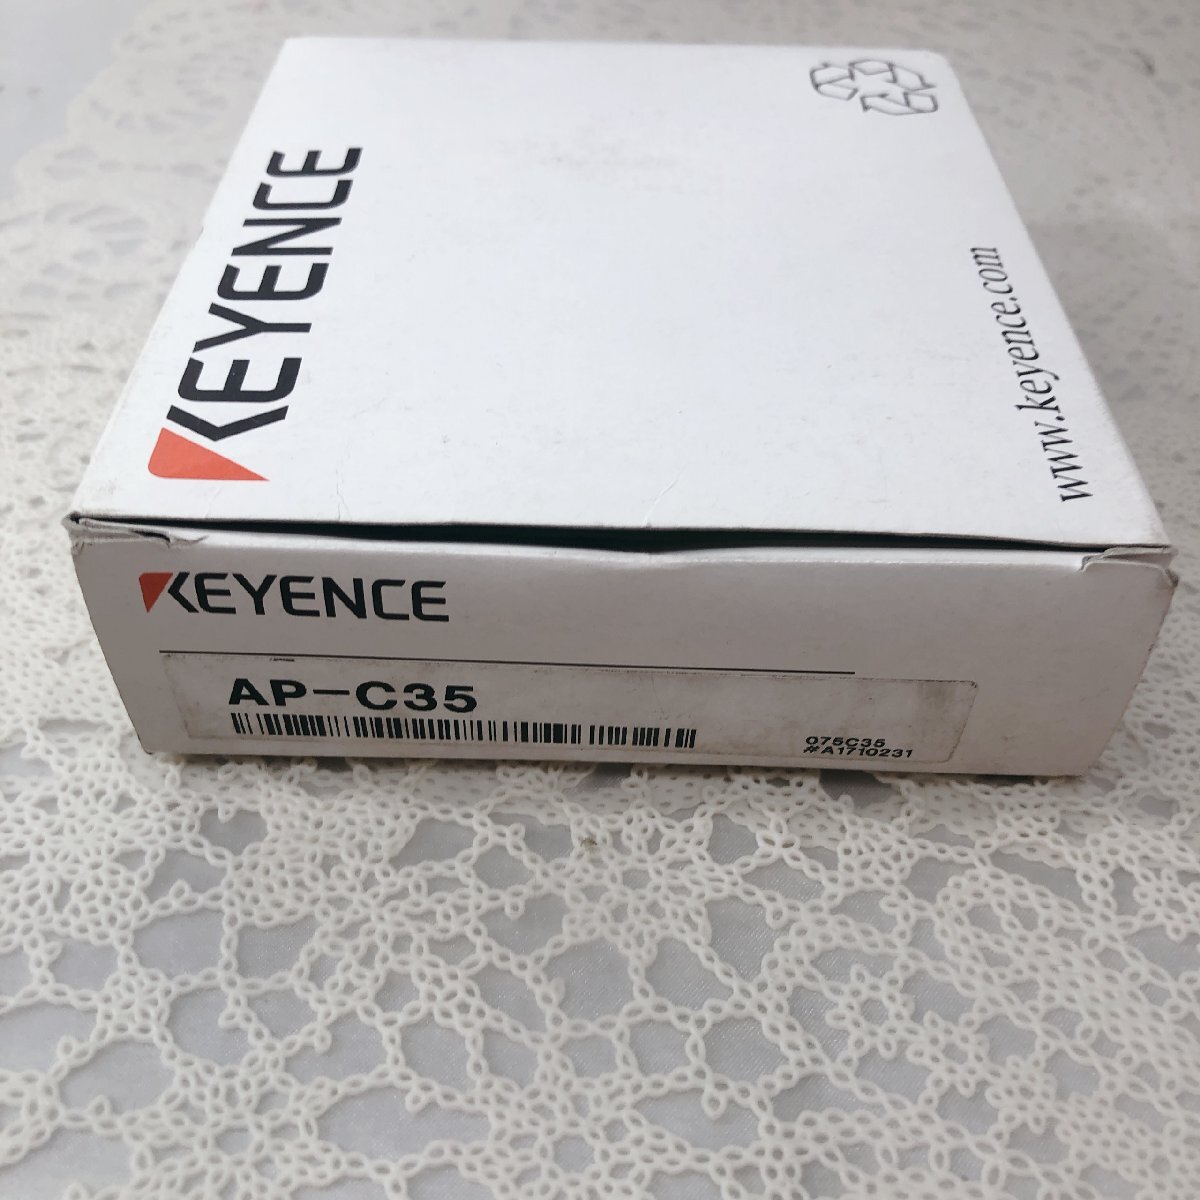 KEYENCE
www.keyence.com
KEYENCE
AP-C35
075C35
#A1710231